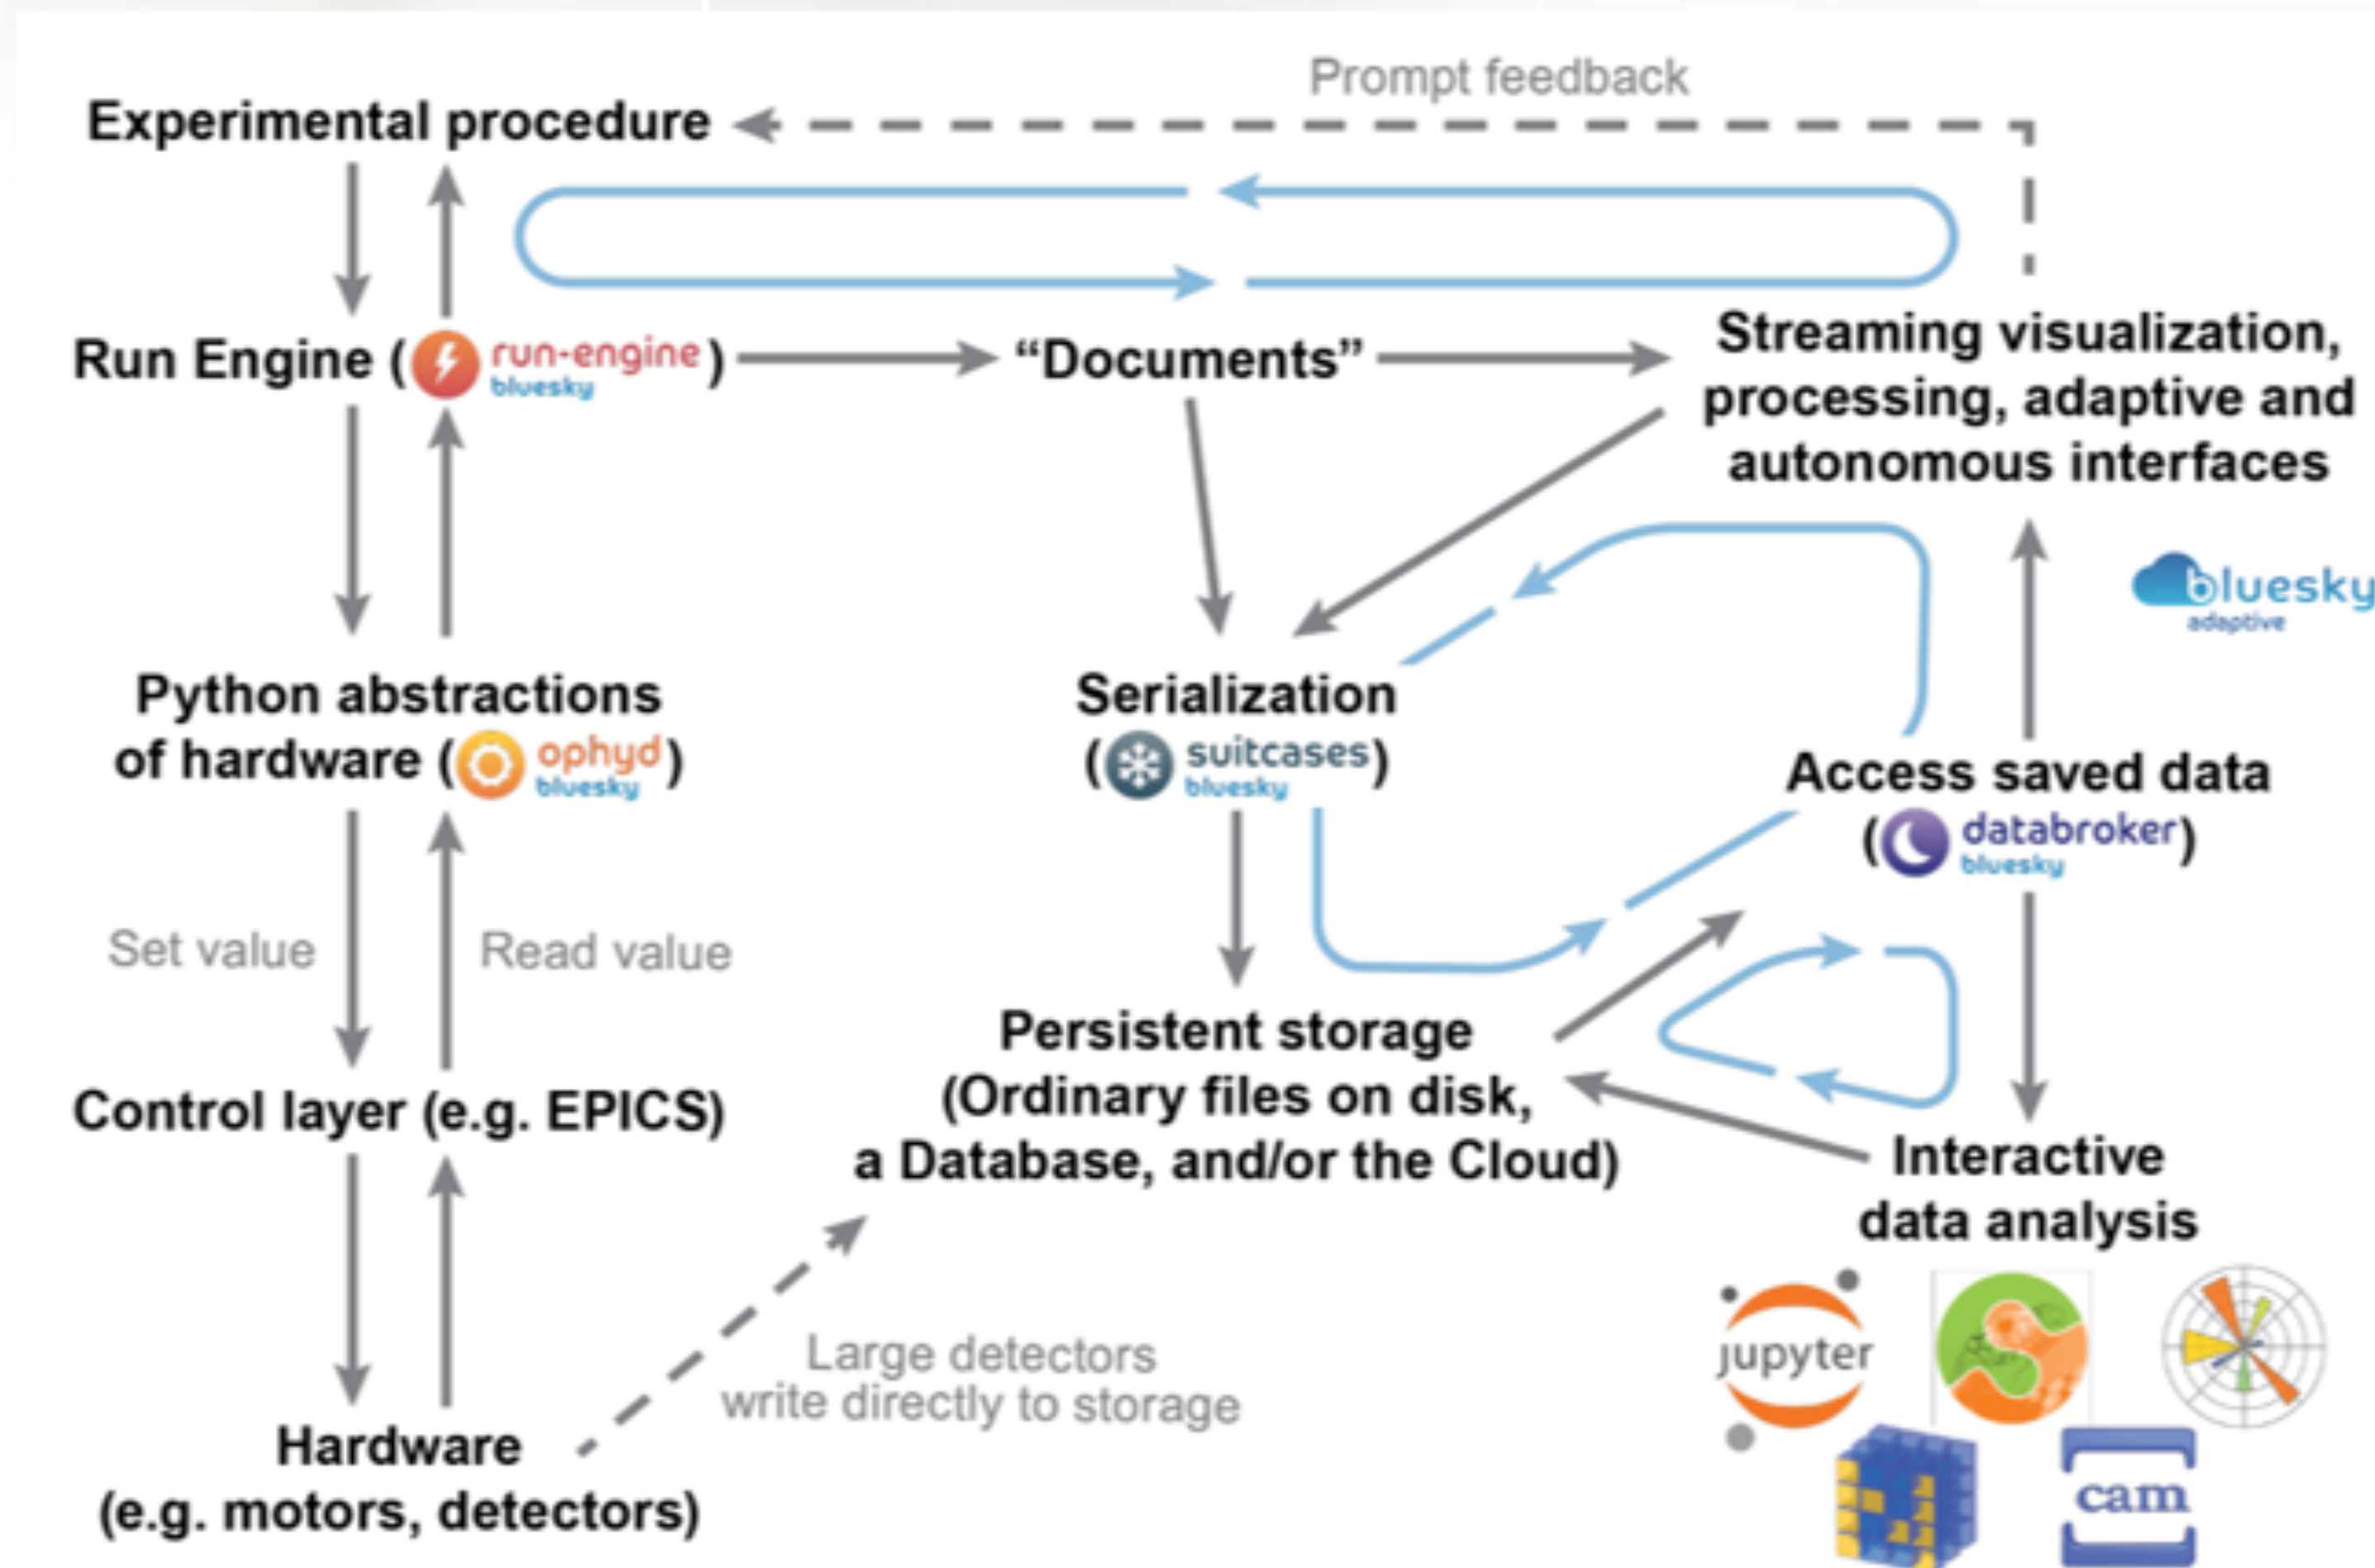 Prompt feedback
Experimental procedure
Run Engine ( run-engine )
bluesky
“Documents”
Streaming visualization,
processing, adaptive and
autonomous interfaces
bluesky
adaptive
Python abstractions
of hardware ( ophyd )
bluesky
Serialization
( suitcases )
bluesky
Access saved data
( databroker )
bluesky
Set value
Read value
Control layer (e.g. EPICS)
Persistent storage
(Ordinary files on disk,
a Database, and/or the Cloud)
Interactive
data analysis
Large detectors
write directly to storage
jupyter
cam
Hardware
(e.g. motors, detectors)